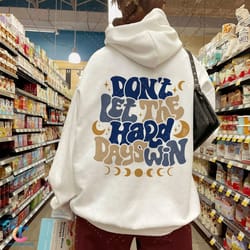 DON'T
LET THE
HARD
DAYS WIN